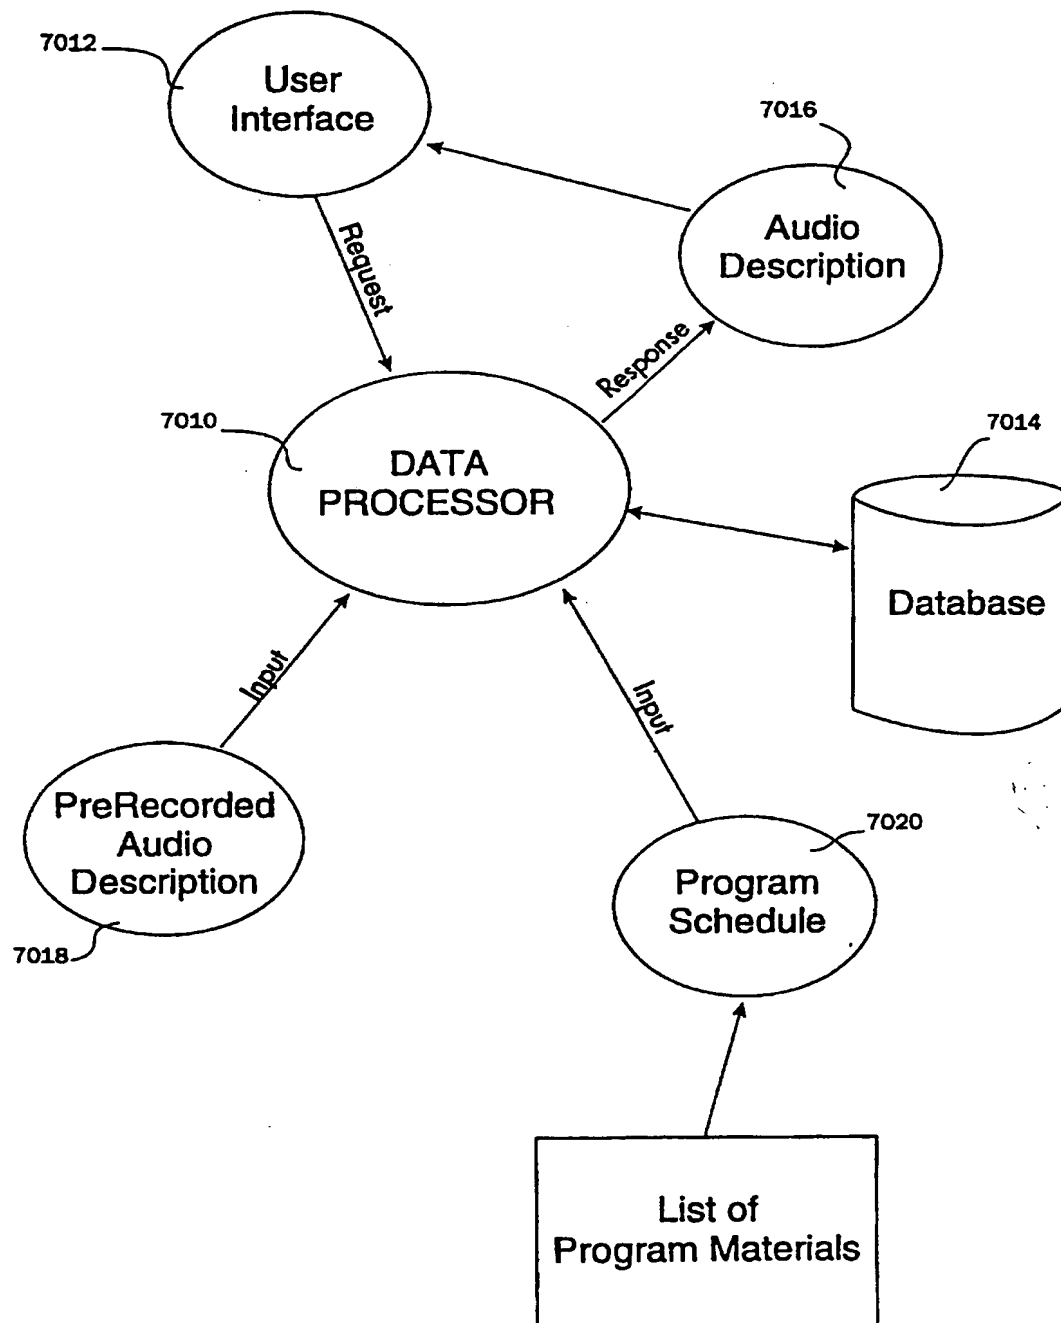 7012
User
Interface
7016
Audio
Description
Request
Response
7010
DATA
PROCESSOR
7014
Database
Input
Input
PreRecorded
Audio
Description
7018
7020
Program
Schedule
List of
Program Materials